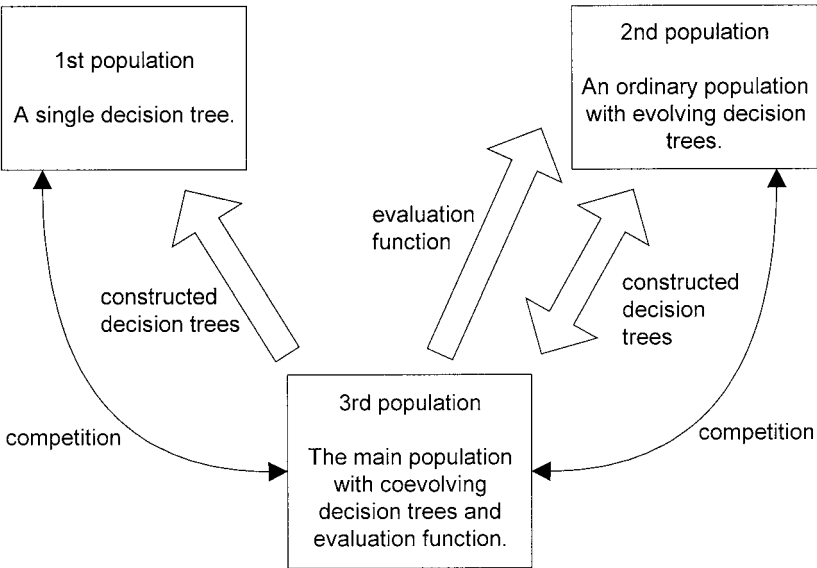 1st population
A single decision tree.
2nd population
An ordinary population
with evolving decision
trees.
evaluation
function
constructed
decision trees
constructed
decision
trees
competition
competition
3rd population
The main population
with coevolving
decision trees and
evaluation function.